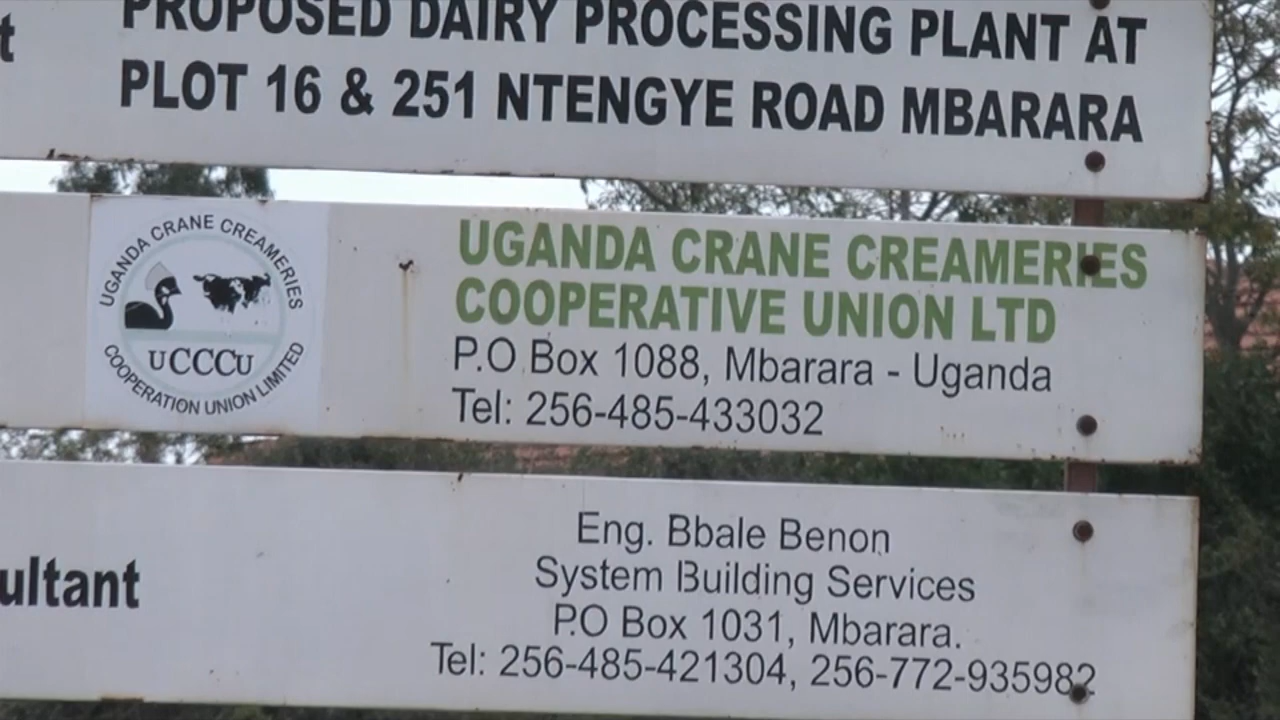 t
PROPOSED DAIRY PROCESSING PLANT AT
PLOT 16 & 251 NTENGYE ROAD MBARARA
UGANDA CRANE CREAMERIES
UCCCU
COOPERATION UNION LIMITED
UGANDA CRANE CREAMERIES
COOPERATIVE UNION LTD
P.O Box 1088, Mbarara - Uganda
Tel: 256-485-433032
ultant
Eng. Bbale Benon
System Building Services
P.O Box 1031, Mbarara.
Tel: 256-485-421304, 256-772-935982